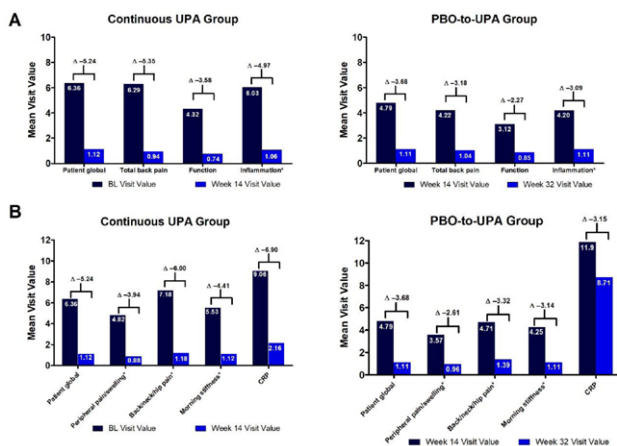 A
Continuous UPA Group
Mean Visit Value
10
8
6
4
2
0
Δ −5.24
Δ −5.35
Δ −3.58
Δ −4.97
6.36
1.12
6.29
0.94
4.32
0.74
6.03
1.06
Patient global
Total back pain
Function
Inflammation*
BL Visit Value
Week 14 Visit Value
PBO-to-UPA Group
Mean Visit Value
10
8
6
4
2
0
Δ −3.68
Δ −3.18
Δ −2.27
Δ −3.09
4.79
1.11
4.22
1.04
3.12
0.85
4.20
1.11
Patient global
Total back pain
Function
Inflammation*
Week 14 Visit Value
Week 32 Visit Value
B
Continuous UPA Group
Mean Visit Value
12
10
8
6
4
2
0
Δ −5.24
Δ −3.94
Δ −6.00
Δ −4.41
Δ −6.90
6.36
1.12
4.82
0.88
7.18
1.18
5.53
1.12
9.06
2.16
Patient global
Peripheral pain/swelling*
Back/neck/hip pain*
Morning stiffness*
CRP
BL Visit Value
Week 14 Visit Value
PBO-to-UPA Group
Mean Visit Value
12
10
8
6
4
2
0
Δ −3.68
Δ −2.61
Δ −3.32
Δ −3.14
Δ −3.15
4.79
1.11
3.57
0.96
4.71
1.39
4.25
1.11
11.9
8.71
Patient global
Peripheral pain/swelling*
Back/neck/hip pain*
Morning stiffness*
CRP
Week 14 Visit Value
Week 32 Visit Value